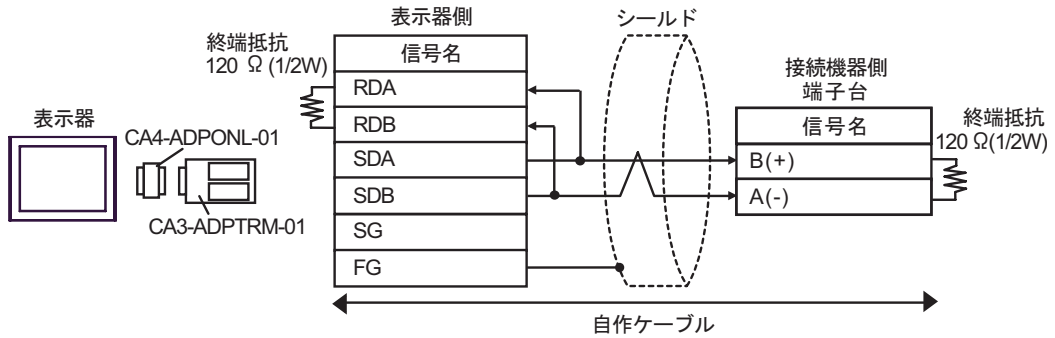 表示器側
シールド
終端抵抗
120 Ω (1/2W)
信号名
RDA
RDB
SDA
SDB
SG
FG
表示器
CA4-ADPONL-01
CA3-ADPTRM-01
接続機器側
端子台
信号名
B(+)
A(-)
終端抵抗
120 Ω(1/2W)
自作ケーブル